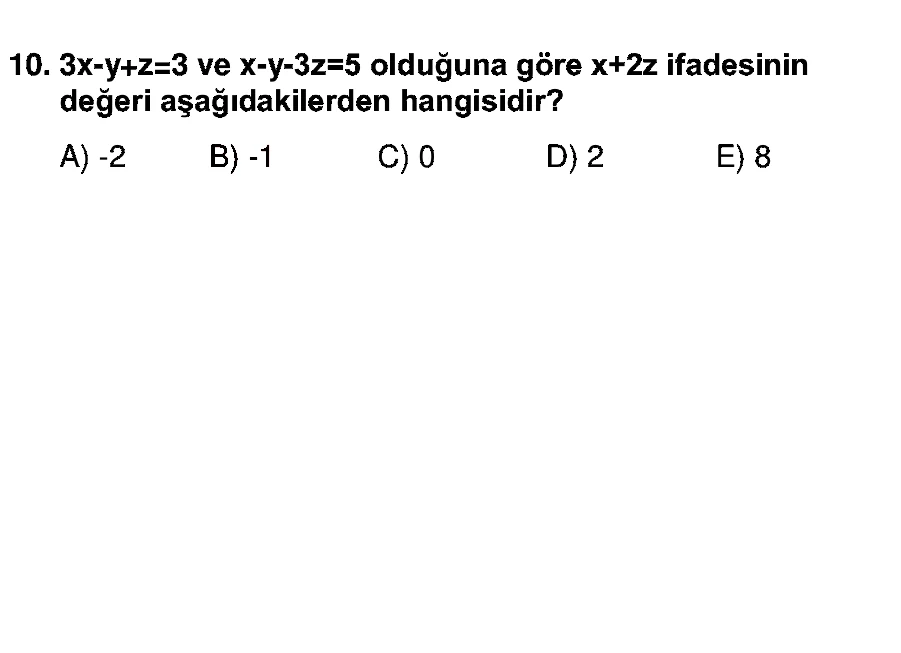 10. 3x-y+z=3 ve x-y-3z=5 olduğuna göre x+2z ifadesinin
değeri aşağıdakilerden hangisidir?
A) -2 B) -1 C) 0 D) 2 E) 8